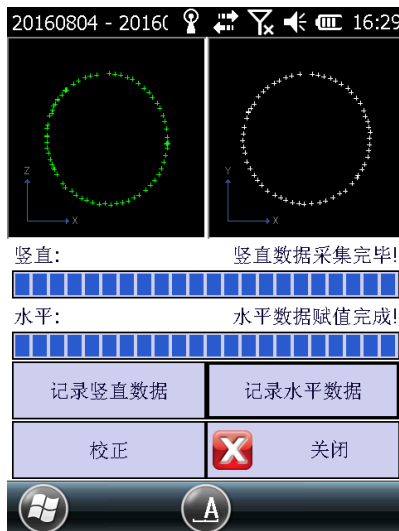 20160804 - 2016( 16:29
Z
X
Y
X
竖直: 竖直数据采集完毕!
水平: 水平数据赋值完成!
记录竖直数据 记录水平数据
校正 关闭
A